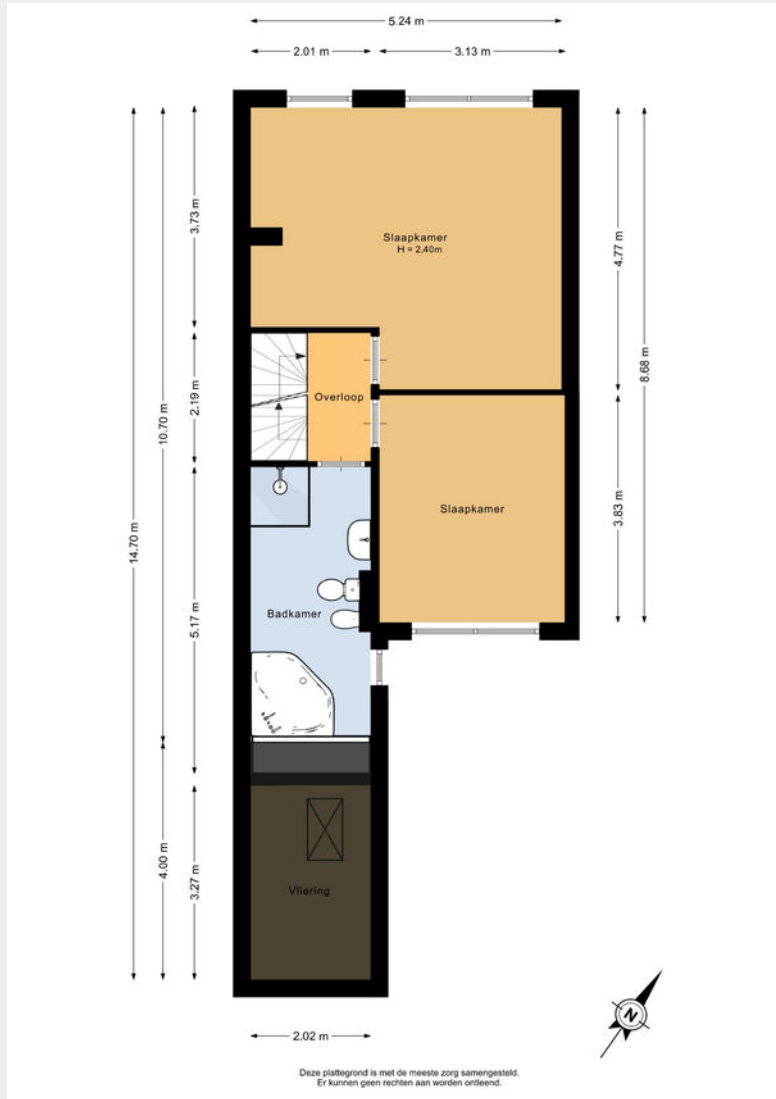 5.24 m
2.01 m
3.13 m
3.73 m
Slaapkamer
H = 2.40m
4.77 m
8.68 m
2.19 m
Overloop
10.70 m
14.70 m
3.83 m
Slaapkamer
5.17 m
Badkamer
4.00 m
3.27 m
Vliering
N
2.02 m
Deze plattegrond is met de meeste zorg samengesteld.
Er kunnen geen rechten aan worden ontleend.